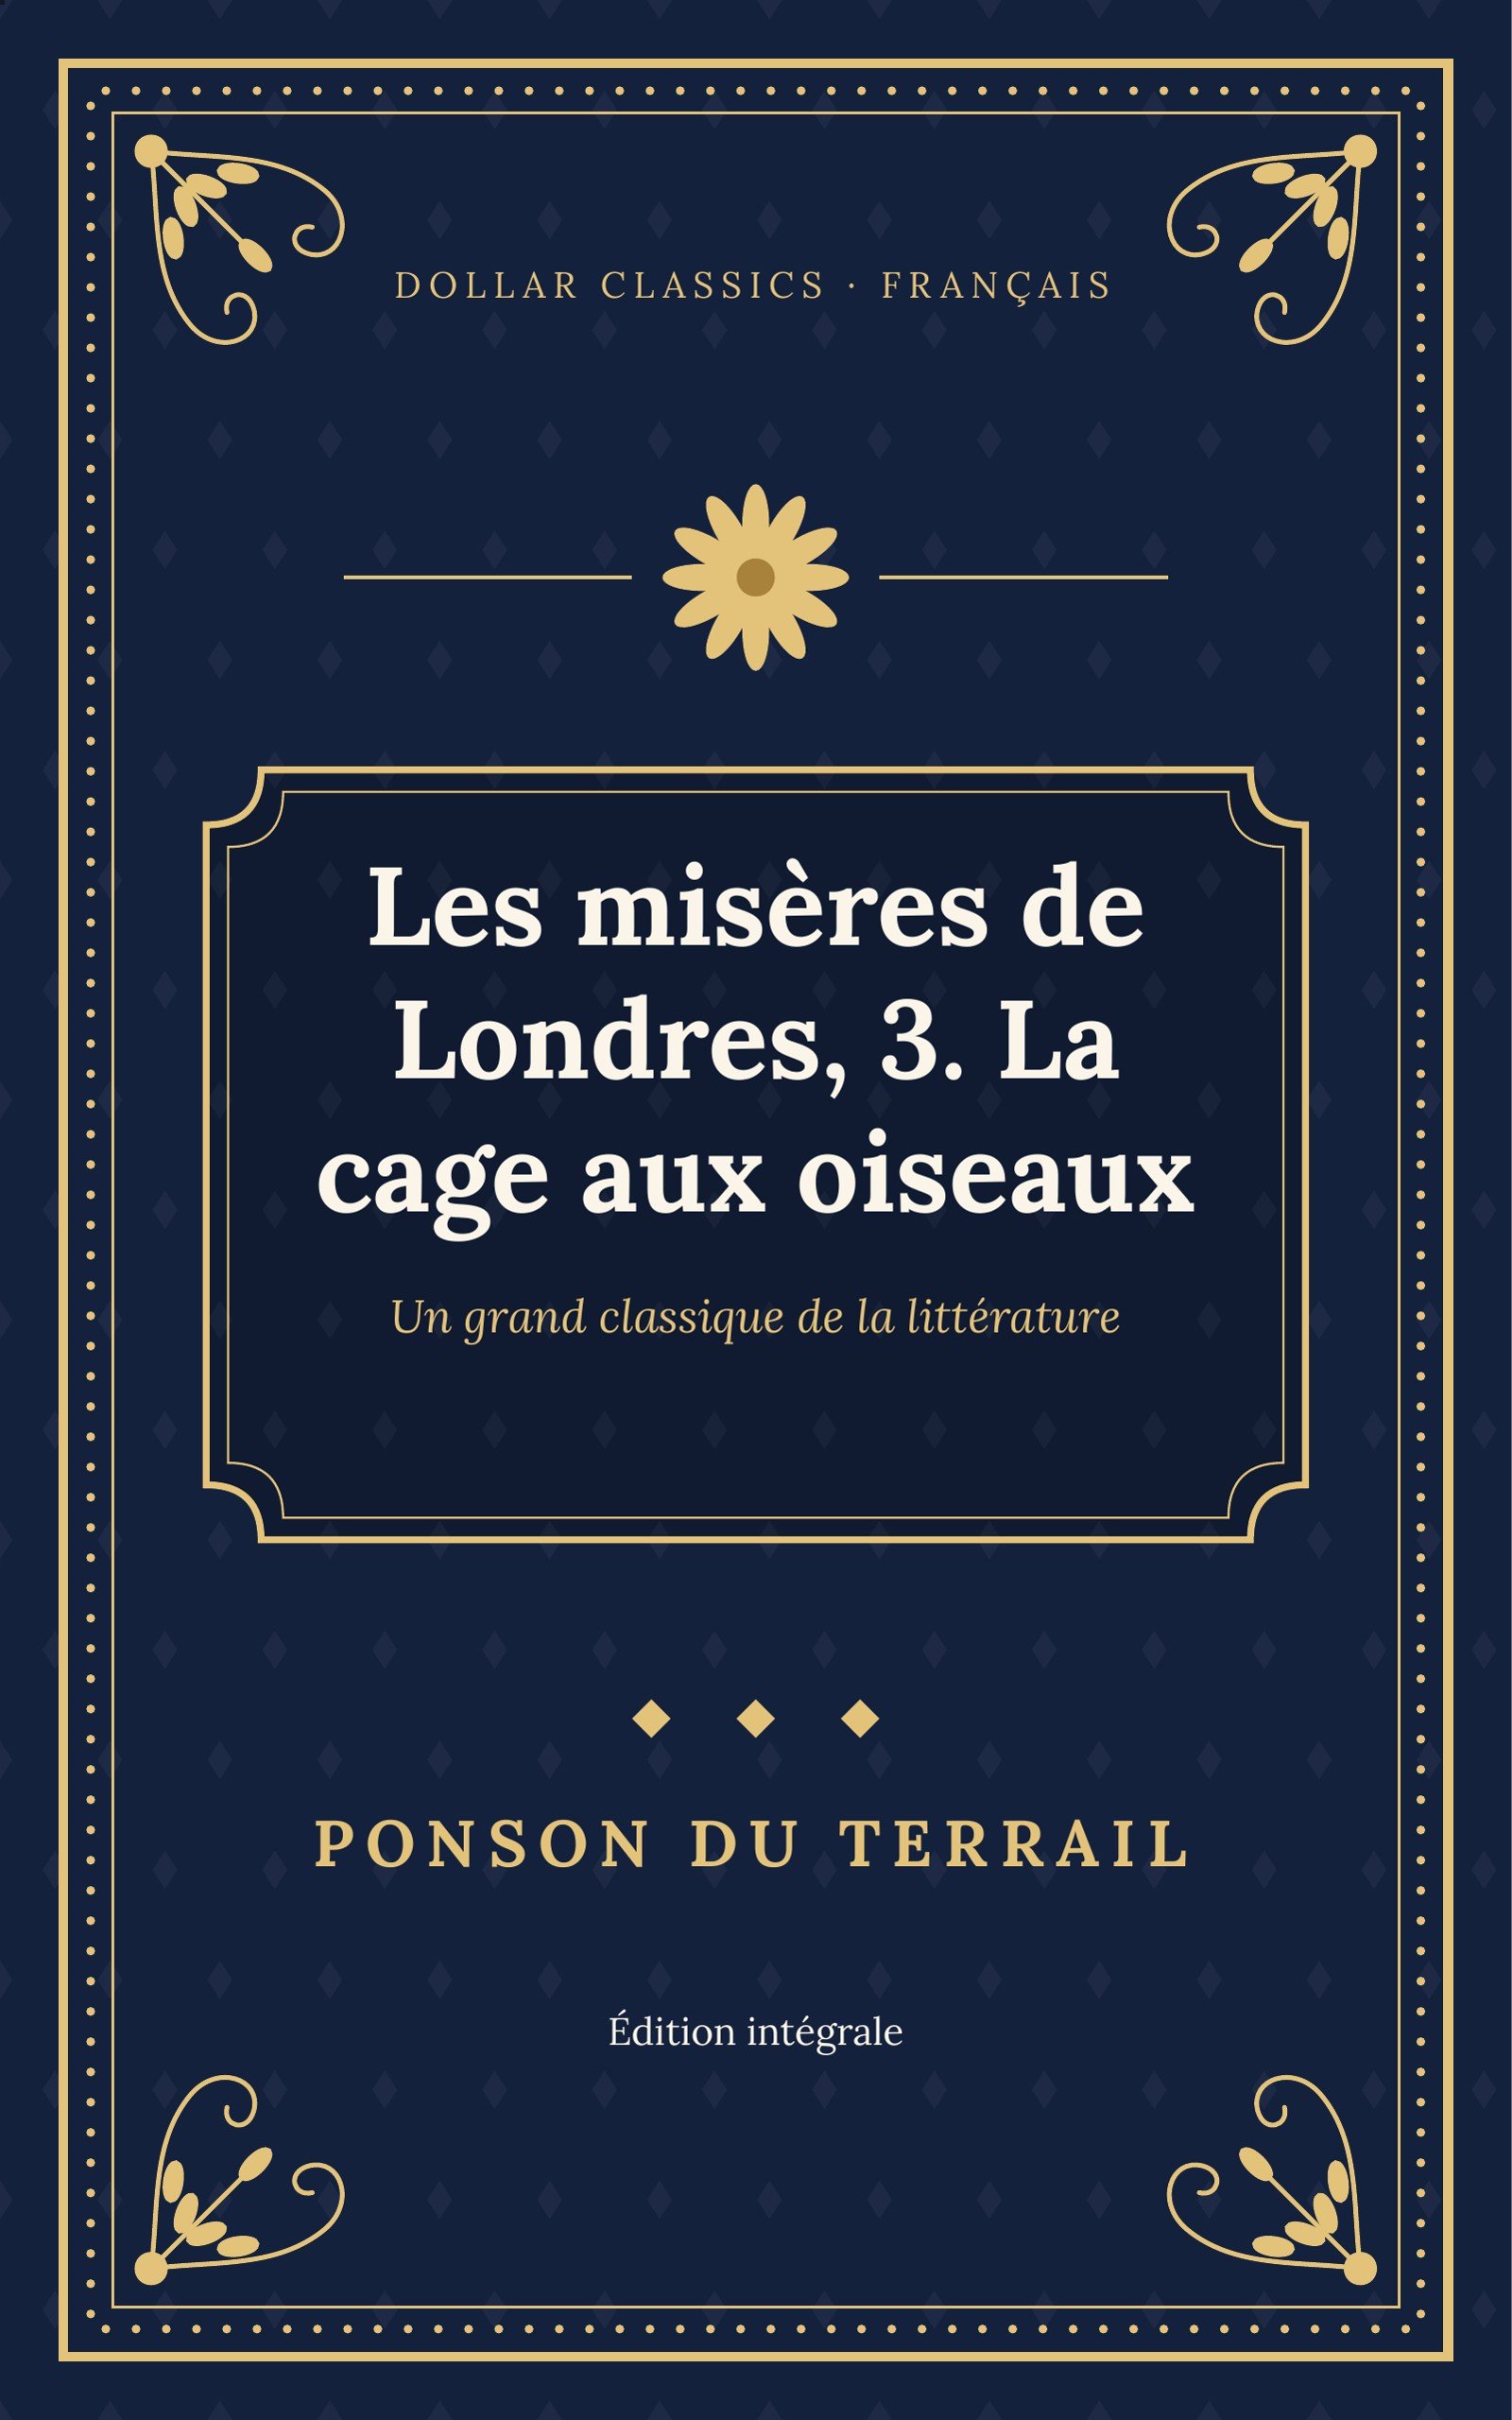 DOLLAR CLASSICS · FRANÇAIS
Les misères de
Londres, 3. La
cage aux oiseaux
Un grand classique de la littérature
PONSON DU TERRAIL
Édition intégrale